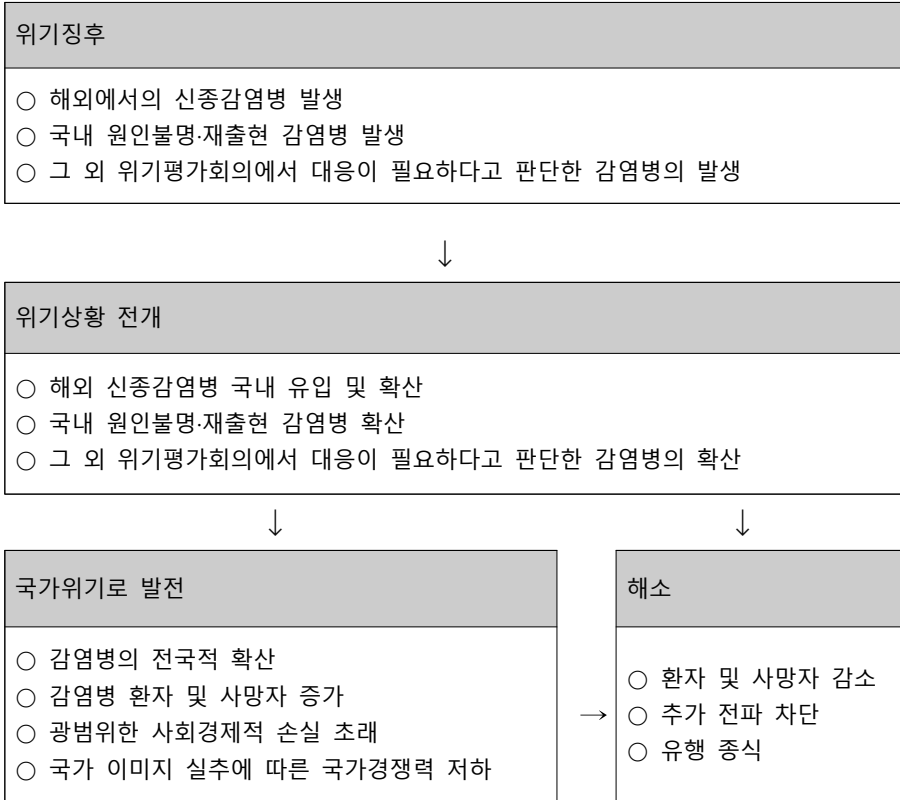 위기징후
○ 해외에서의 신종감염병 발생
○ 국내 원인불명·재출현 감염병 발생
○ 그 외 위기평가회의에서 대응이 필요하다고 판단한 감염병의 발생
↓
위기상황 전개
○ 해외 신종감염병 국내 유입 및 확산
○ 국내 원인불명·재출현 감염병 확산
○ 그 외 위기평가회의에서 대응이 필요하다고 판단한 감염병의 확산
↓ ↓
국가위기로 발전
○ 감염병의 전국적 확산
○ 감염병 환자 및 사망자 증가
○ 광범위한 사회경제적 손실 초래
○ 국가 이미지 실추에 따른 국가경쟁력 저하
→
해소
○ 환자 및 사망자 감소
○ 추가 전파 차단
○ 유행 종식